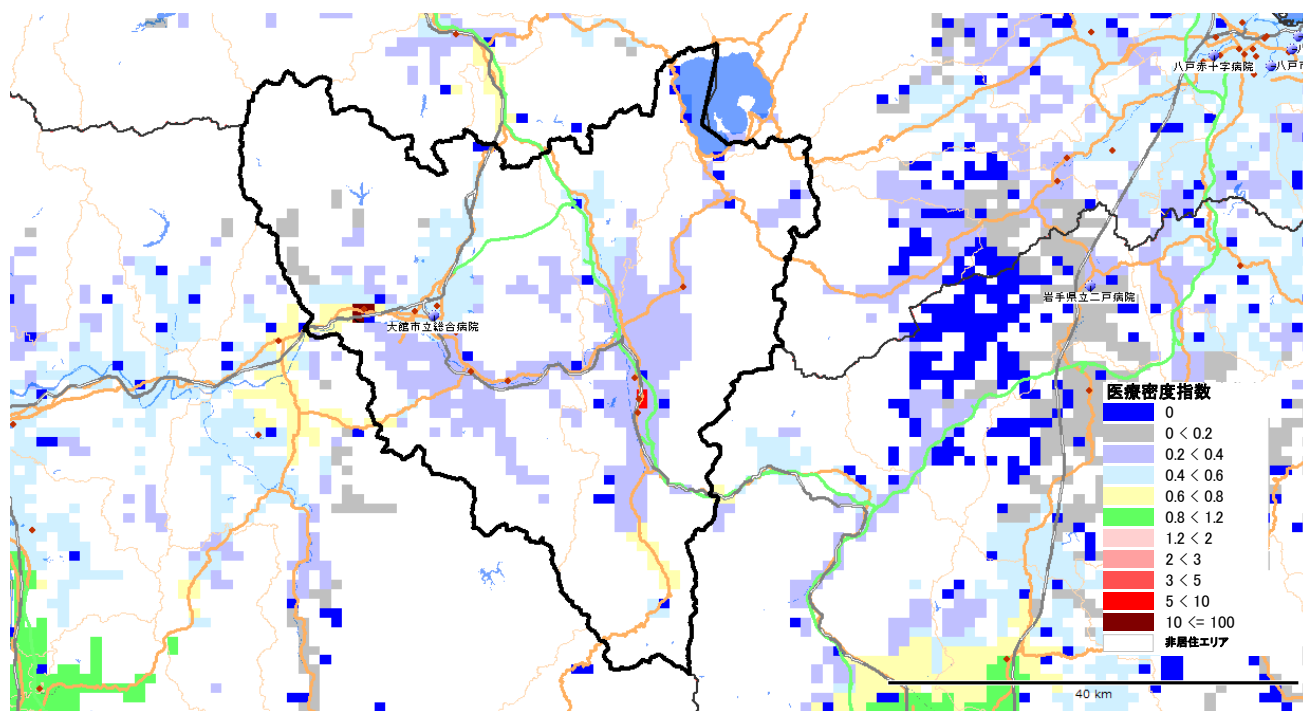 八戸赤十字病院
八戸市
大館市立総合病院
岩手県立二戸病院
医療密度指数
0
0 < 0.2
0.2 < 0.4
0.4 < 0.6
0.6 < 0.8
0.8 < 1.2
1.2 < 2
2 < 3
3 < 5
5 < 10
10 <= 100
非居住エリア
40 km